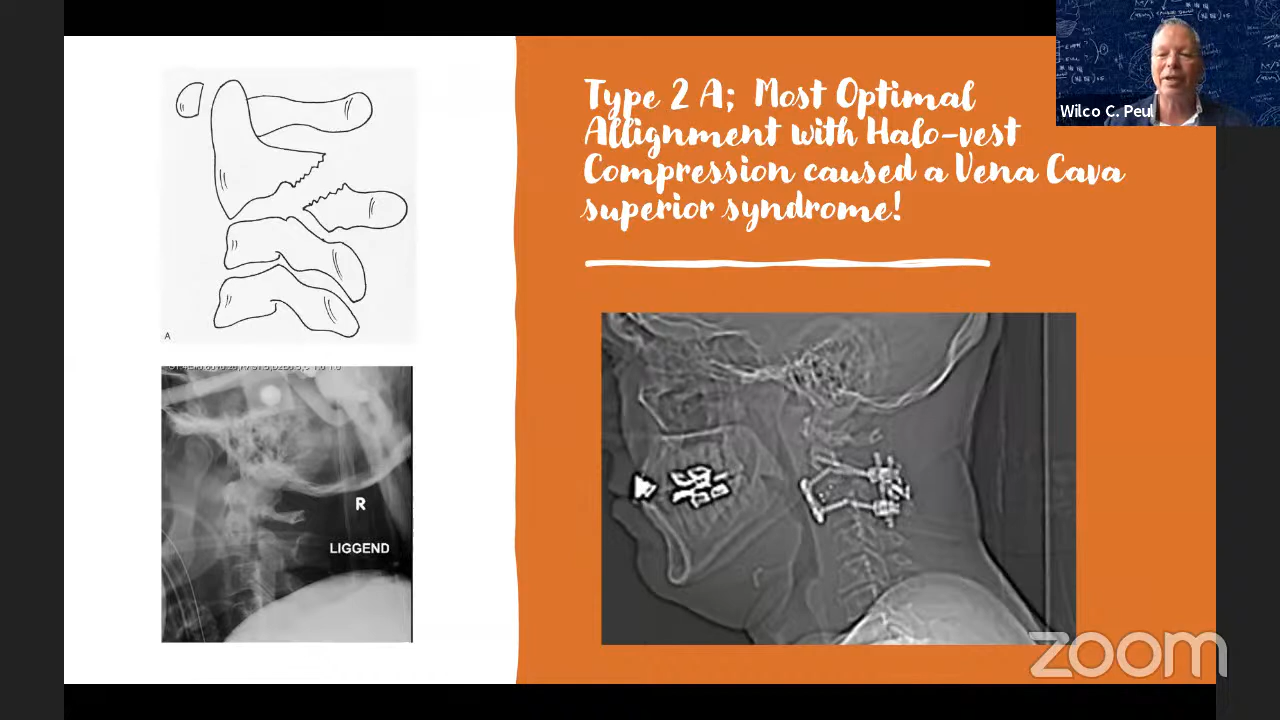 Type 2 A; Most Optimal
Allignment with Halo-vest
Compression caused a Vena Cava
superior syndrome!
Wilco C. Peul
A
R
LIGGEND
zoom